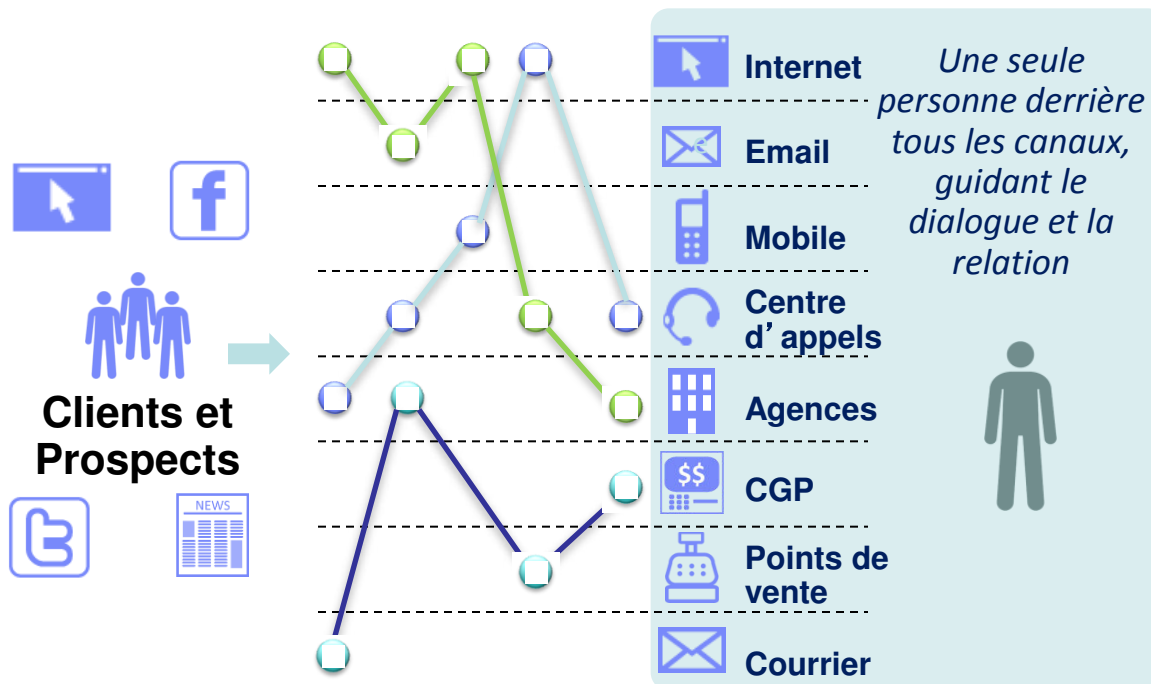 Clients et
Prospects
NEWS
Internet
Email
Mobile
Centre
d’ appels
Agences
$$
CGP
Points de
vente
Courrier
Une seule
personne derrière
tous les canaux,
guidant le
dialogue et la
relation